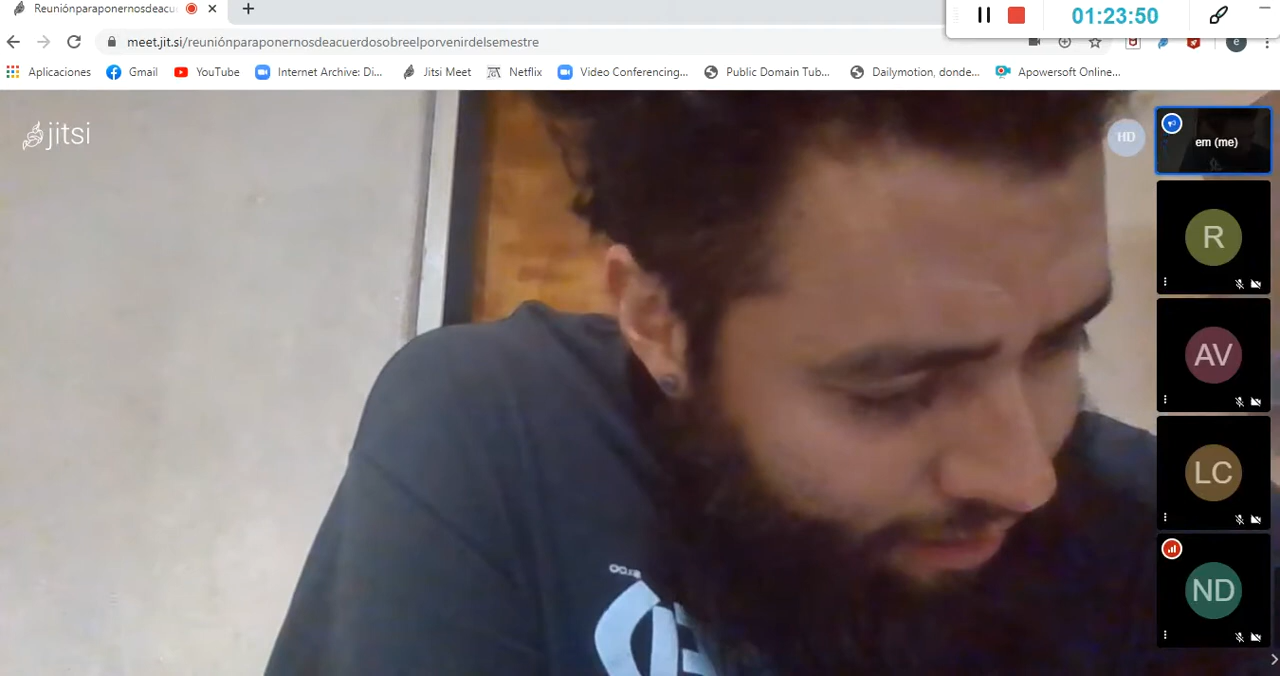 Reuniónparaponernosdeacu
01:23:50
meet.jit.si/reuniónparaponernosdeacuerdosobreelporvenirdelsemestre
e
Aplicaciones Gmail YouTube Internet Archive: Di... Jitsi Meet Netflix Video Conferencing... Public Domain Tub... Dailymotion, donde... Apowersoft Online...
jitsi
HD
em (me)
R
AV
LC
ND